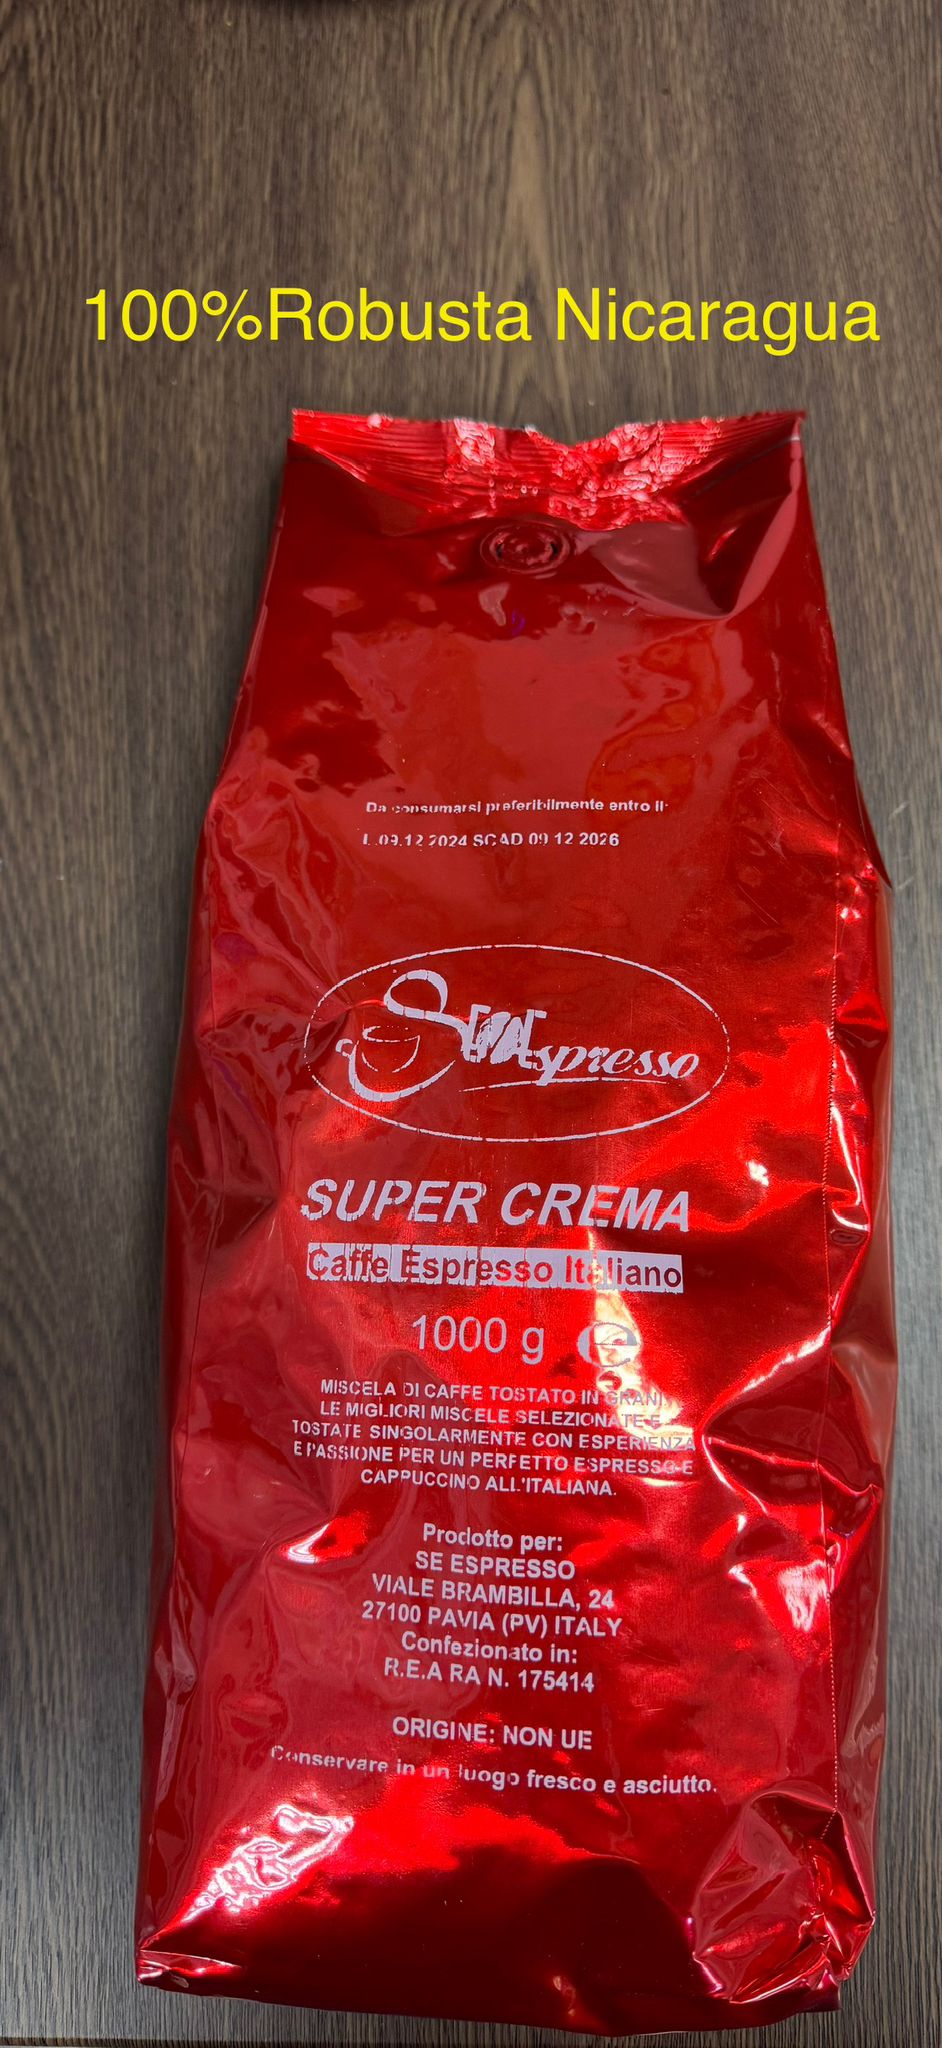 100%Robusta Nicaragua
Da consumarsi preferibilmente entro il:
L.09.12.2024 SCAD 09 12 2026
Espresso
SUPER CREMA
Caffe Espresso Italiano
1000 g e
MISCELA DI CAFFE TOSTATO IN GRANI.
LE MIGLIORI MISCELE SELEZIONATE E
TOSTATE SINGOLARMENTE CON ESPERIENZA
E PASSIONE PER UN PERFETTO ESPRESSO E
CAPPUCCINO ALL'ITALIANA.
Prodotto per:
SE ESPRESSO
VIALE BRAMBILLA, 24
27100 PAVIA (PV) ITALY
Confezionato in:
R.E.A RA N. 175414
ORIGINE: NON UE
Conservare in un luogo fresco e asciutto.